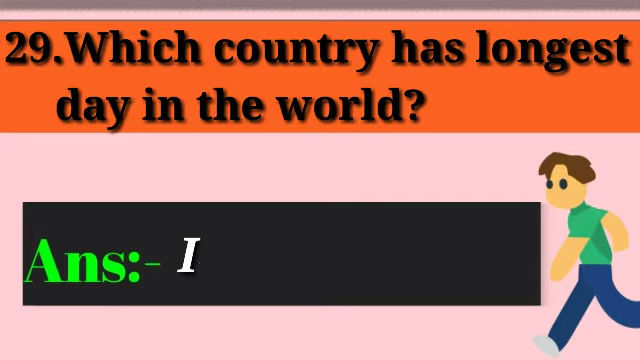 29.Which country has longest
day in the world?
Ans:- I